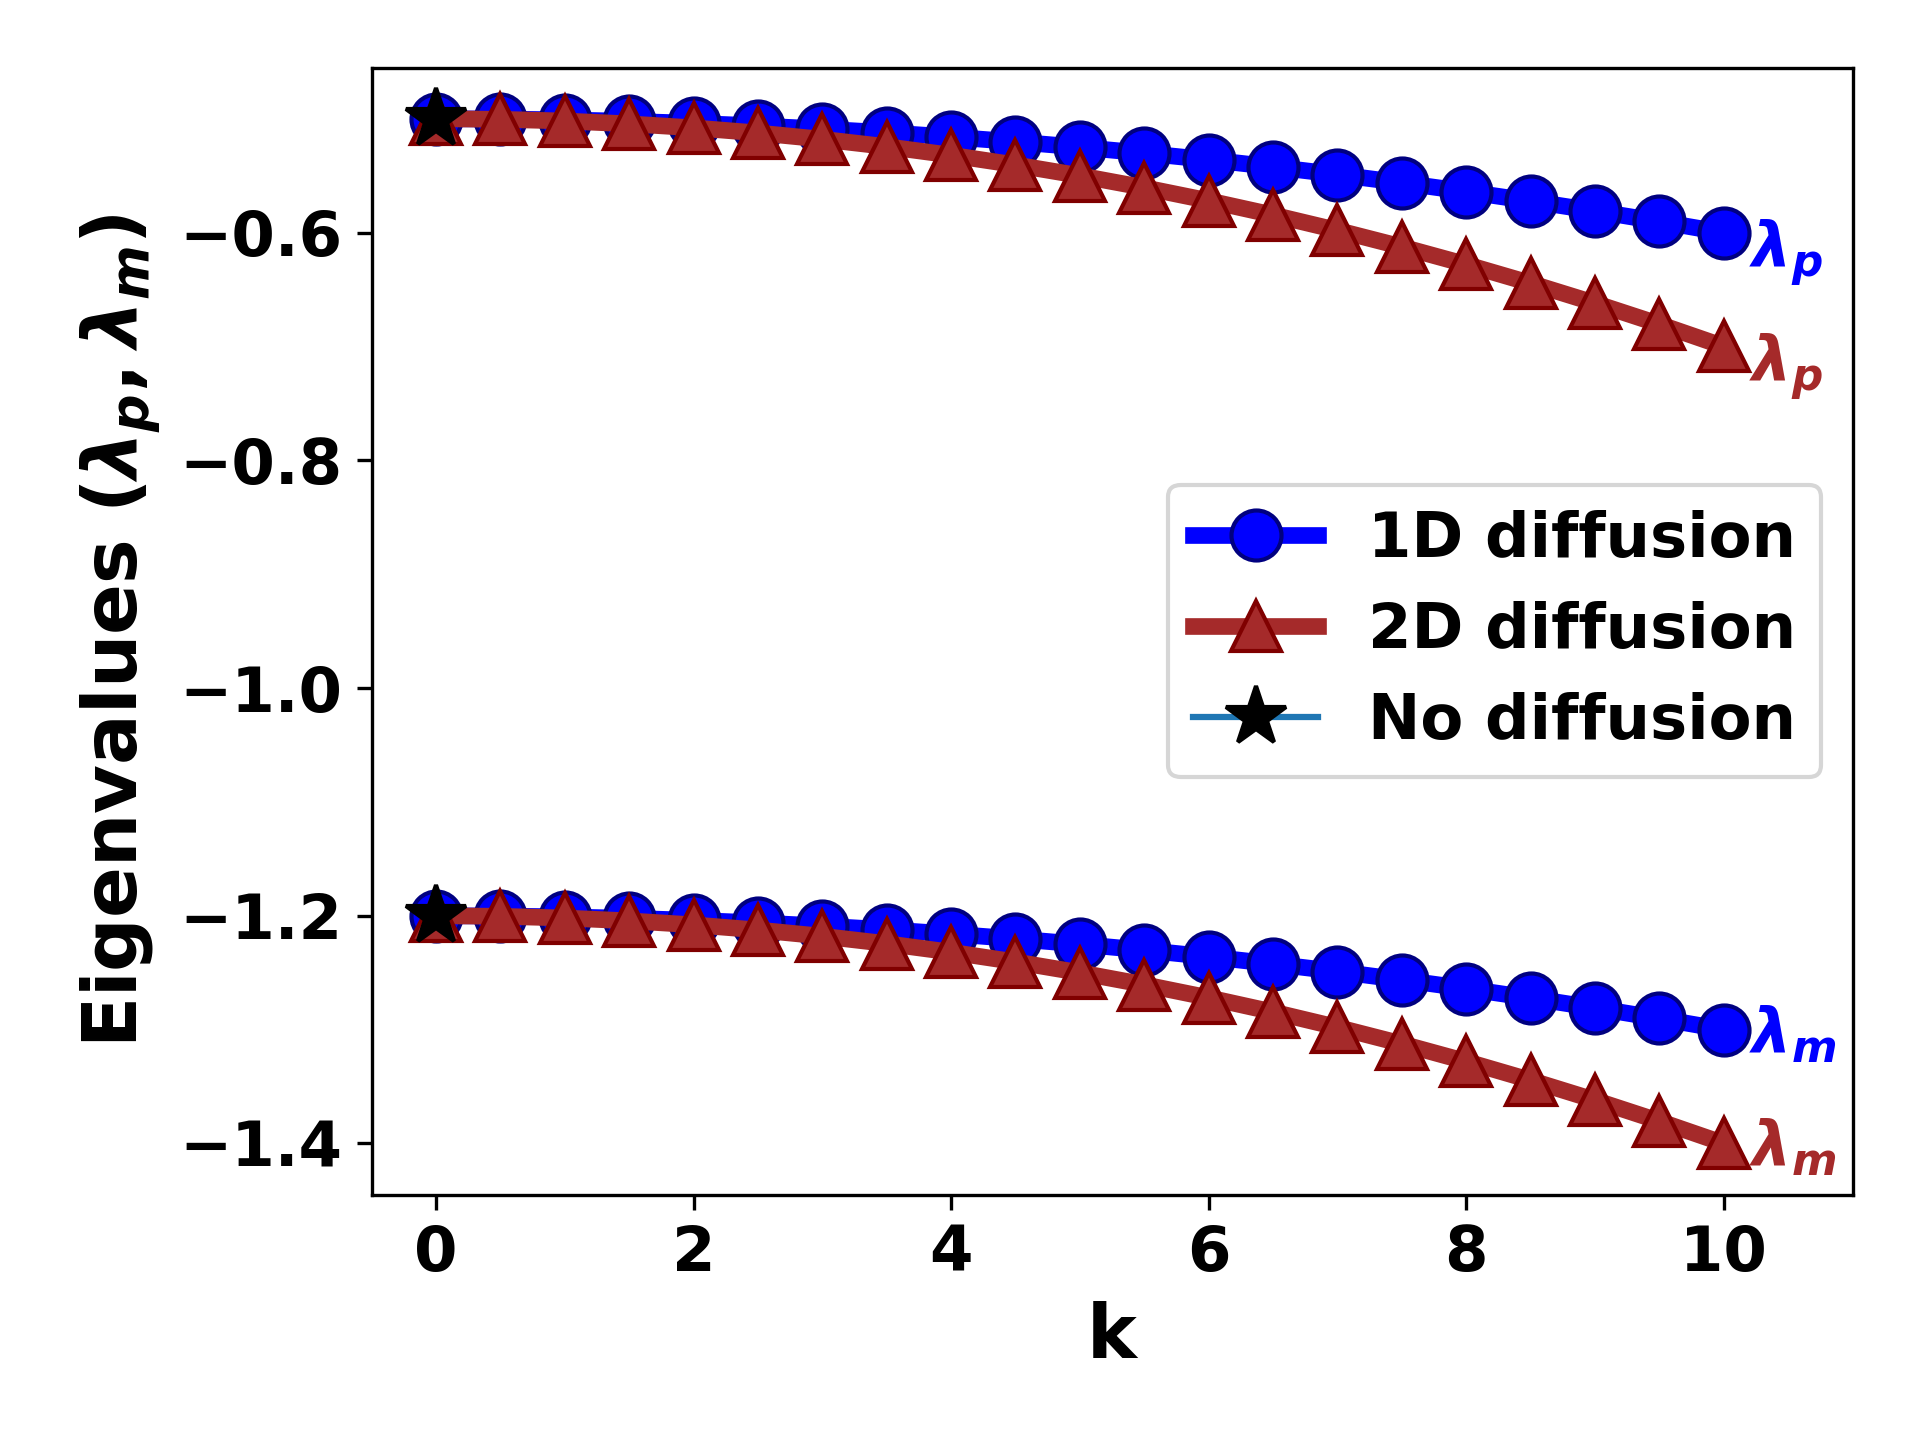 Eigenvalues (λp, λm)
−0.6
−0.8
−1.0
−1.2
−1.4
λp
λp
1D diffusion
2D diffusion
No diffusion
λm
λm
0 2 4 6 8 10
k